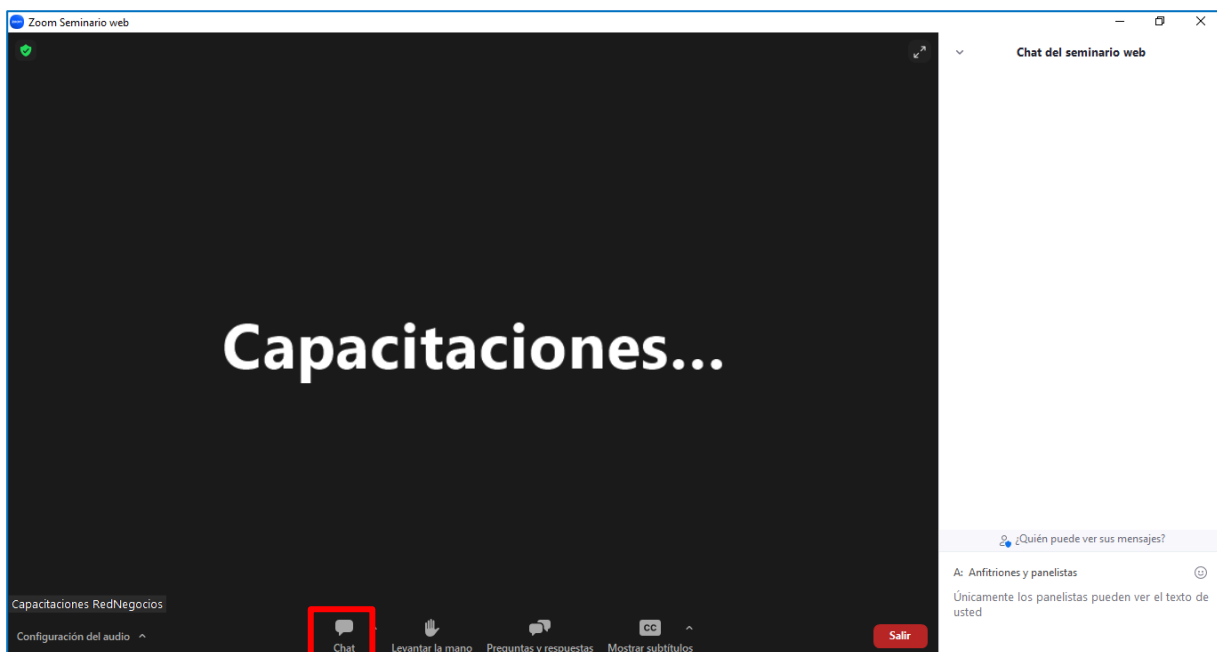 Zoom Seminario web
Chat del seminario web
Capacitaciones...
¿Quién puede ver sus mensajes?
A: Anfitriones y panelistas
Únicamente los panelistas pueden ver el texto de
usted
Capacitaciones RedNegocios
Configuración del audio
Chat
Levantar la mano
Preguntas y respuestas
CC
Mostrar subtítulos
Salir